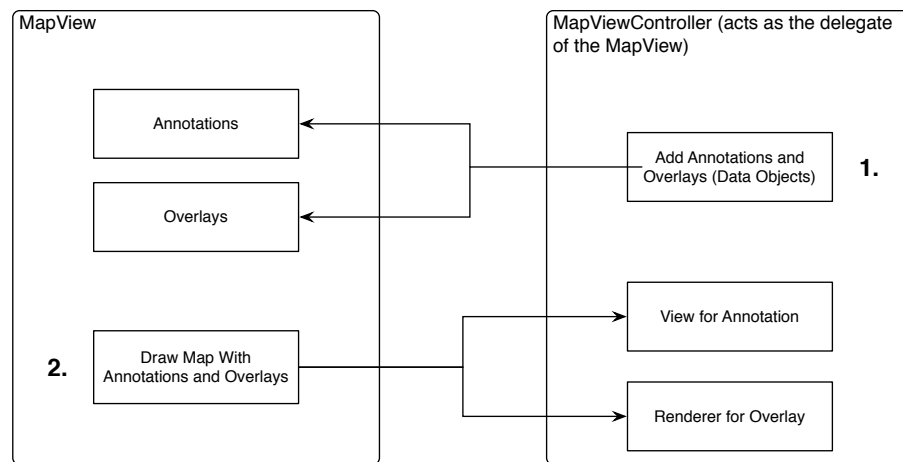 MapView
Annotations
Overlays
2.
Draw Map With
Annotations and Overlays
MapViewController (acts as the delegate
of the MapView)
Add Annotations and
Overlays (Data Objects)
1.
View for Annotation
Renderer for Overlay